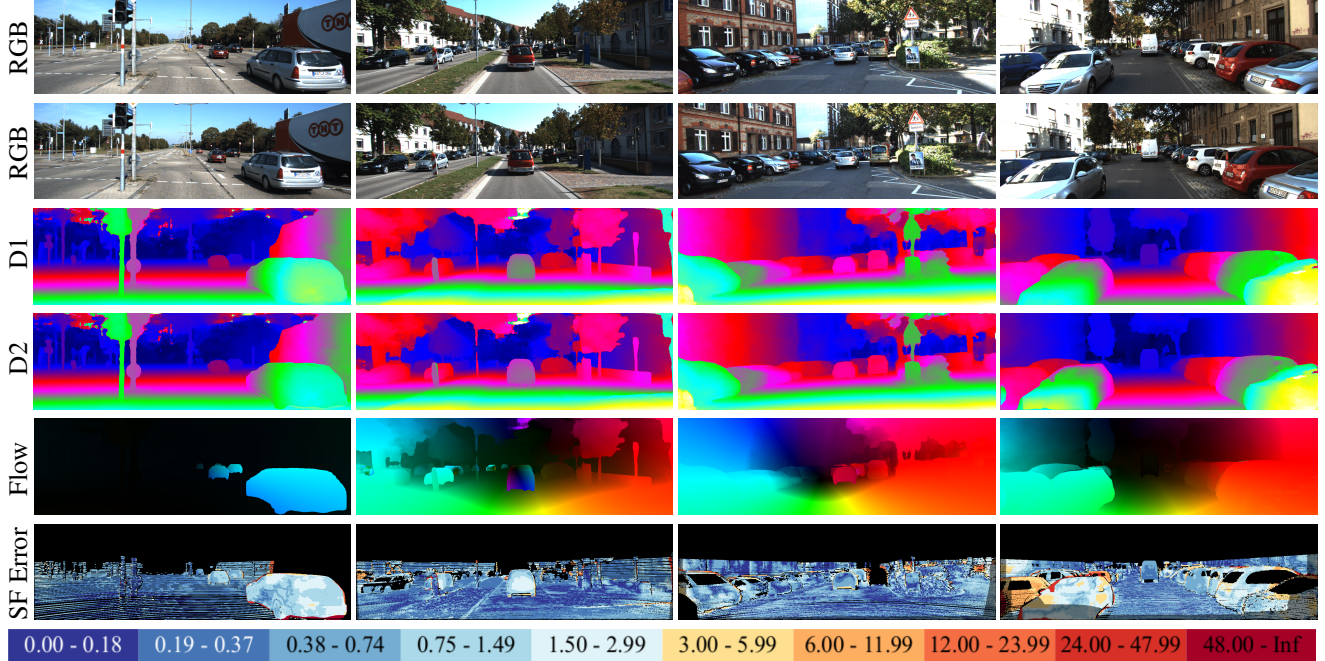 RGB
RGB
TNT
D1
D2
Flow
SF Error
0.00 - 0.18 0.19 - 0.37 0.38 - 0.74 0.75 - 1.49 1.50 - 2.99 3.00 - 5.99 6.00 - 11.99 12.00 - 23.99 24.00 - 47.99 48.00 - Inf